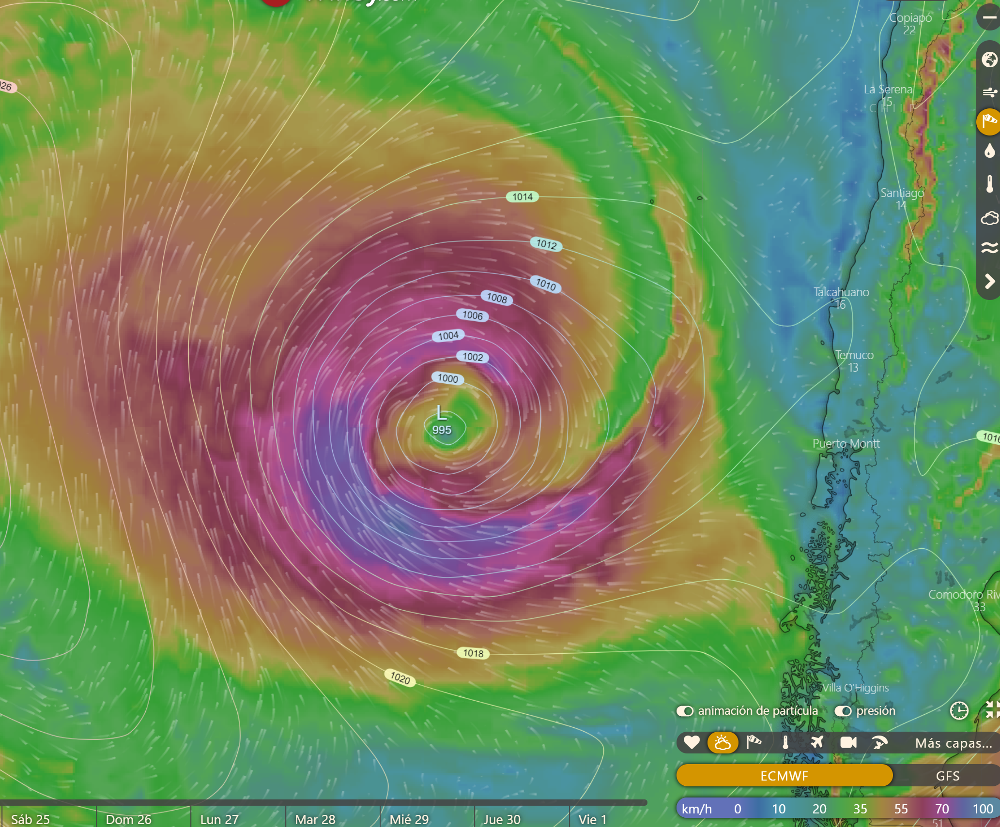 Copiapó
22
La Serena
15
CHILE
1014
Santiago
14
1012
1010
1008
Talcahuano
16
1006
1004
1002
Temuco
13
1000
L
995
Puerto Montt
Comodoro Riv
33
1018
1020
Villa O'Higgins
animación de partícula presión
Más capas...
ECMWF GFS
km/h 0 10 20 35 55 70 100
Sáb 25 Dom 26 Lun 27 Mar 28 Mié 29 Jue 30 Vie 1
51